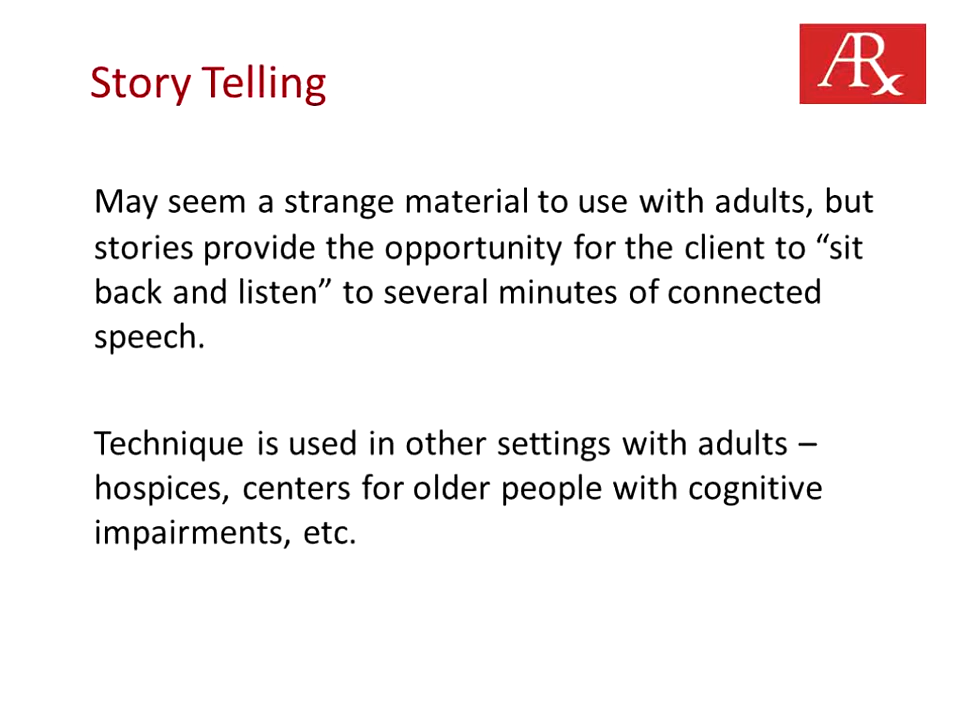 Story Telling
ARx
May seem a strange material to use with adults, but
stories provide the opportunity for the client to “sit
back and listen” to several minutes of connected
speech.
Technique is used in other settings with adults –
hospices, centers for older people with cognitive
impairments, etc.